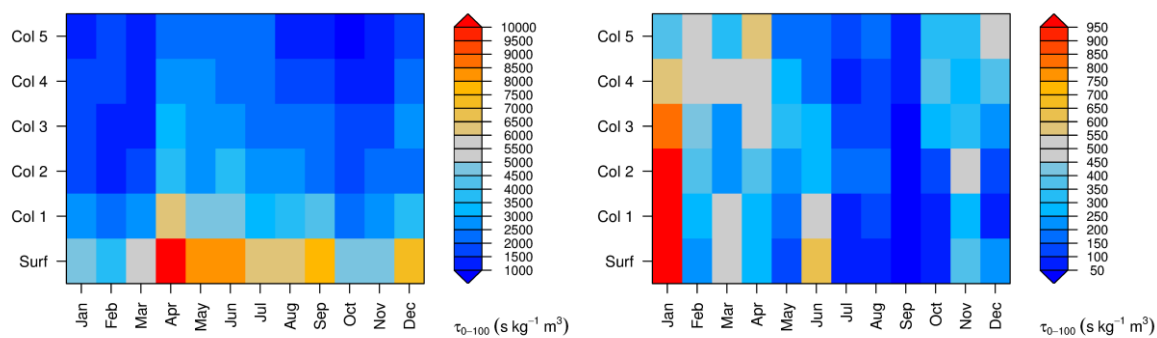 Col 5
Col 4
Col 3
Col 2
Col 1
Surf
Jan Feb Mar Apr May Jun Jul Aug Sep Oct Nov Dec
10000
9500
9000
8500
8000
7500
7000
6500
6000
5500
5000
4500
4000
3500
3000
2500
2000
1500
1000
τ₀₋₁₀₀ (s kg⁻¹ m³)
Col 5
Col 4
Col 3
Col 2
Col 1
Surf
Jan Feb Mar Apr May Jun Jul Aug Sep Oct Nov Dec
950
900
850
800
750
700
650
600
550
500
450
400
350
300
250
200
150
100
50
τ₀₋₁₀₀ (s kg⁻¹ m³)